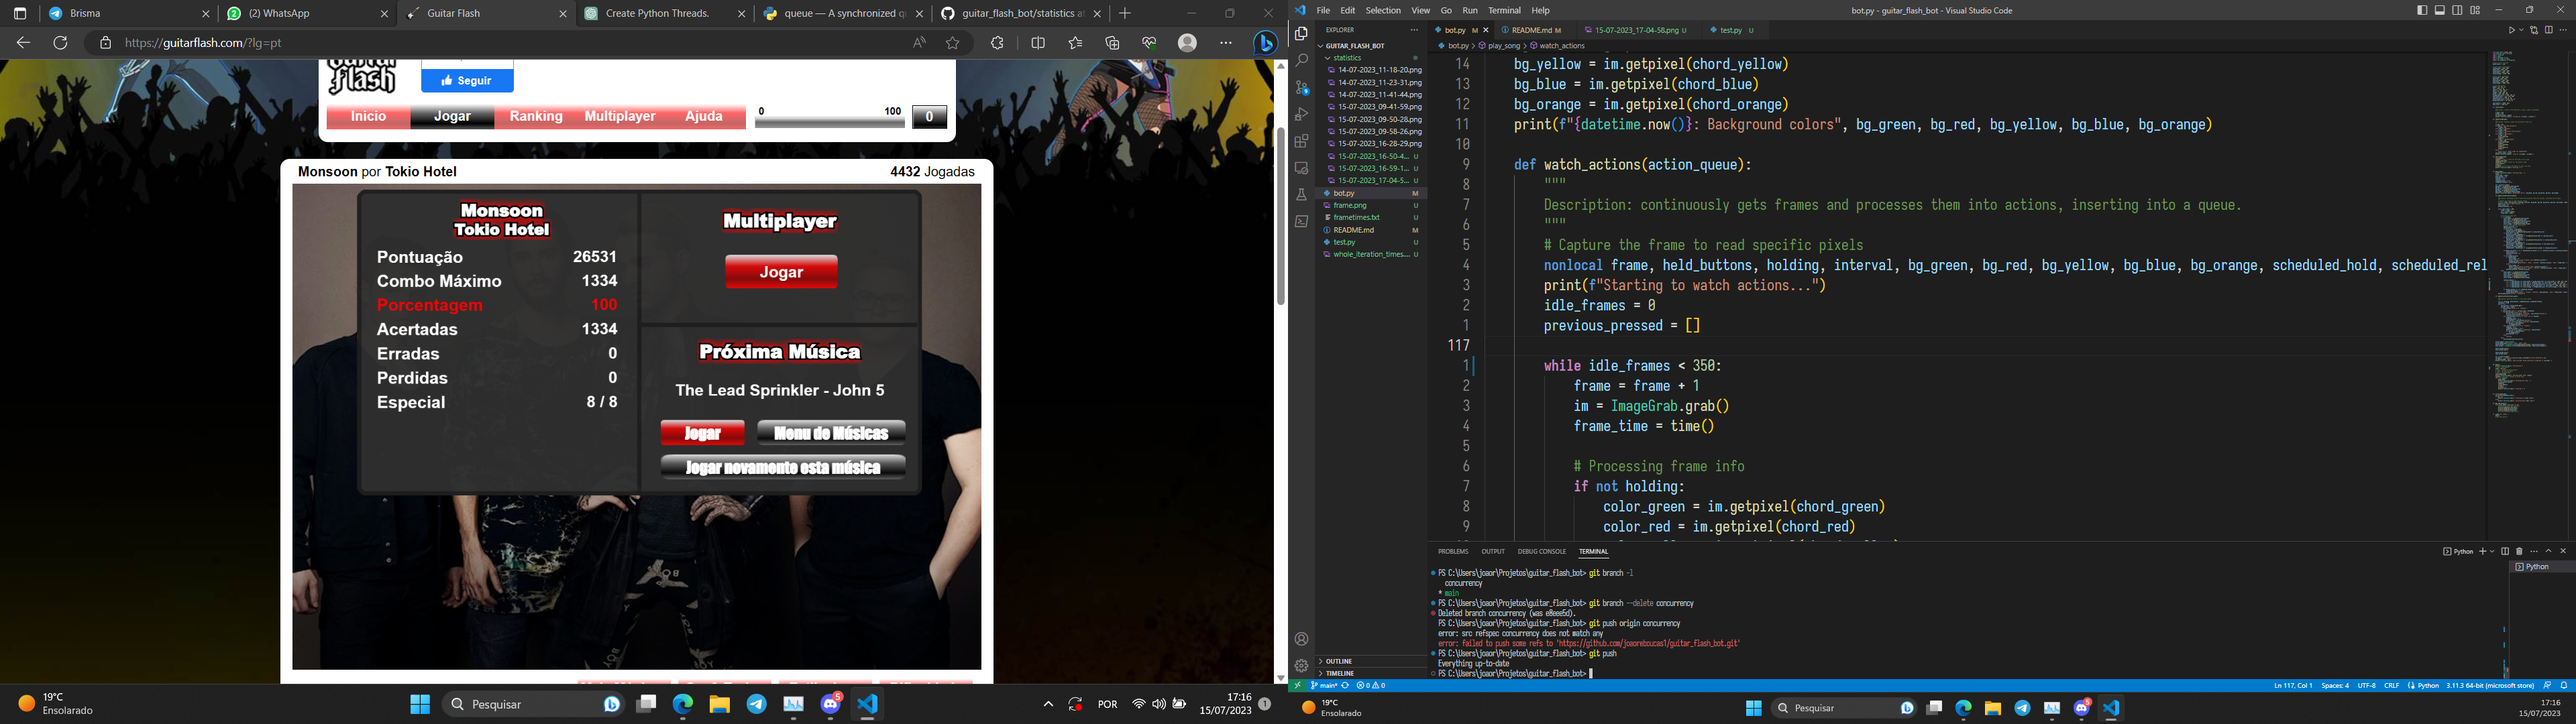 Brisma
(2) WhatsApp
Guitar Flash
Create Python Threads.
queue — A synchronized q
guitar_flash_bot/statistics at
https://guitarflash.com/?lg=pt
Flash
Seguir
Inicio
Jogar
Ranking
Multiplayer
Ajuda
0
100
0
Monsoon por Tokio Hotel
4432 Jogadas
Monsoon
Tokio Hotel
Pontuação 26531
Combo Máximo 1334
Porcentagem 100
Acertadas 1334
Erradas 0
Perdidas 0
Especial 8 / 8
Multiplayer
Jogar
Próxima Música
The Lead Sprinkler - John 5
Jogar
Menu de Músicas
Jogar novamente esta música
19°C
Ensolarado
Pesquisar
5
POR
17:16
15/07/2023
1
File Edit Selection View Go Run Terminal Help
bot.py - guitar_flash_bot - Visual Studio Code
EXPLORER
GUITAR_FLASH_BOT
statistics
14-07-2023_11-18-20.png
14-07-2023_11-23-31.png
14-07-2023_11-41-44.png
15-07-2023_09-41-59.png
15-07-2023_09-50-28.png
15-07-2023_09-58-26.png
15-07-2023_16-28-29.png
15-07-2023_16-50-4... U
15-07-2023_16-59-1... U
15-07-2023_17-04-5... U
bot.py M
frame.png U
frametimes.txt U
README.md M
test.py U
whole_iteration_times.... U
OUTLINE
TIMELINE
bot.py M
README.md M
15-07-2023_17-04-58.png U
test.py U
bot.py > play_song > watch_actions
14 bg_yellow = im.getpixel(chord_yellow)
13 bg_blue = im.getpixel(chord_blue)
12 bg_orange = im.getpixel(chord_orange)
11 print(f"{datetime.now()}: Background colors", bg_green, bg_red, bg_yellow, bg_blue, bg_orange)
10
9 def watch_actions(action_queue):
8 """
7 Description: continuously gets frames and processes them into actions, inserting into a queue.
6 """
5 # Capture the frame to read specific pixels
4 nonlocal frame, held_buttons, holding, interval, bg_green, bg_red, bg_yellow, bg_blue, bg_orange, scheduled_hold, scheduled_rel
3 print(f"Starting to watch actions...")
2 idle_frames = 0
1 previous_pressed = []
117
1 while idle_frames < 350:
2 frame = frame + 1
3 im = ImageGrab.grab()
4 frame_time = time()
5
6 # Processing frame info
7 if not holding:
8 color_green = im.getpixel(chord_green)
9 color_red = im.getpixel(chord_red)
PROBLEMS OUTPUT DEBUG CONSOLE TERMINAL
Python
Python
PS C:\Users\joaor\Projetos\guitar_flash_bot> git branch -l
concurrency
* main
PS C:\Users\joaor\Projetos\guitar_flash_bot> git branch --delete concurrency
Deleted branch concurrency (was e8eee5d).
PS C:\Users\joaor\Projetos\guitar_flash_bot> git push origin concurrency
error: src refspec concurrency does not match any
error: failed to push some refs to 'https://github.com/joaoreboucas1/guitar_flash_bot.git'
PS C:\Users\joaor\Projetos\guitar_flash_bot> git push
Everything up-to-date
PS C:\Users\joaor\Projetos\guitar_flash_bot>
main* 0 0
Ln 117, Col 1 Spaces: 4 UTF-8 CRLF Python 3.11.3 64-bit (microsoft store)
19°C
Ensolarado
Pesquisar
5
17:16
15/07/2023